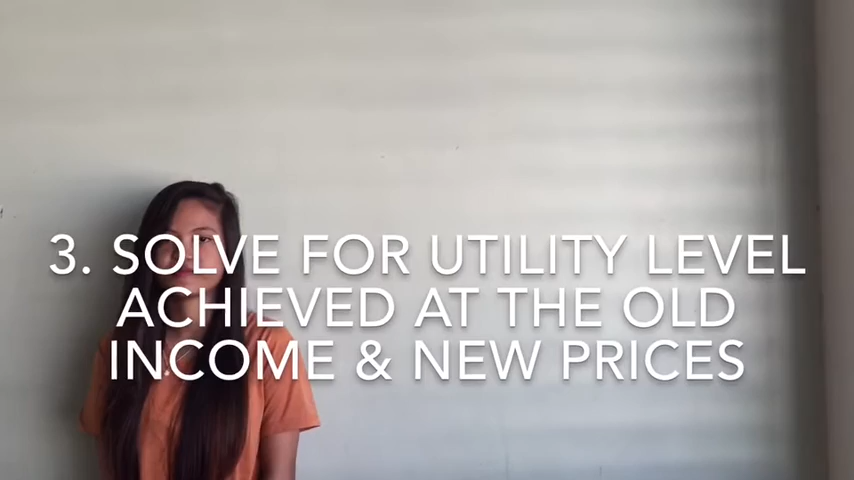 3. SOLVE FOR UTILITY LEVEL
ACHIEVED AT THE OLD
INCOME & NEW PRICES